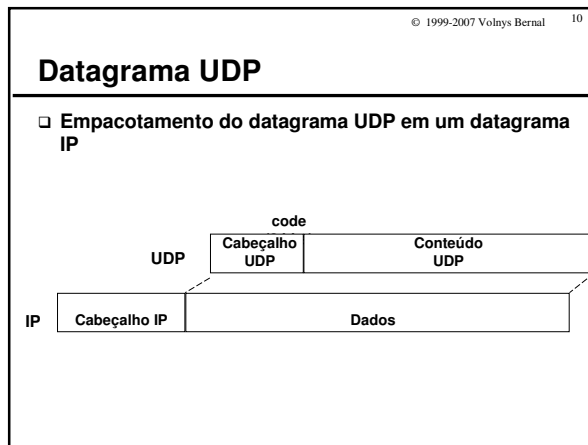 © 1999-2007 Volnys Bernal 10
Datagrama UDP
❑ Empacotamento do datagrama UDP em um datagrama
IP
code
UDP
Cabeçalho
UDP
Conteúdo
UDP
IP
Cabeçalho IP
Dados